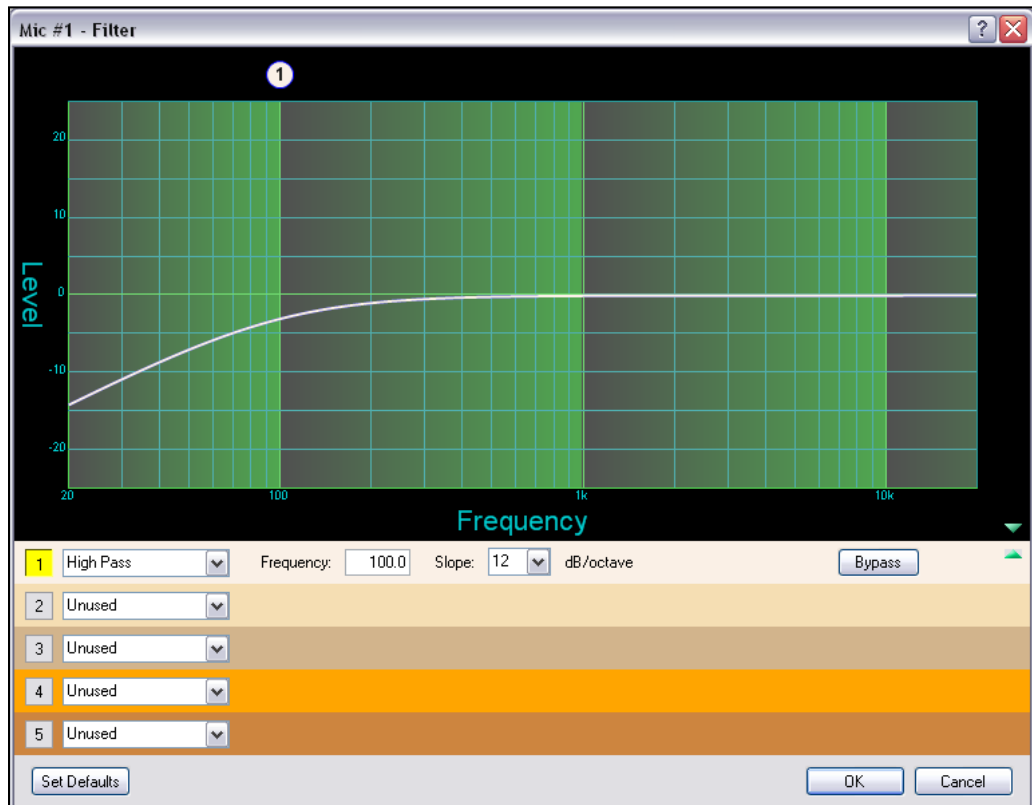 Mic #1 - Filter
?
1
20
10
0
-10
-20
Level
20 100 1k 10k
Frequency
1 High Pass Frequency: 100.0 Slope: 12 dB/octave Bypass
2 Unused
3 Unused
4 Unused
5 Unused
Set Defaults OK Cancel